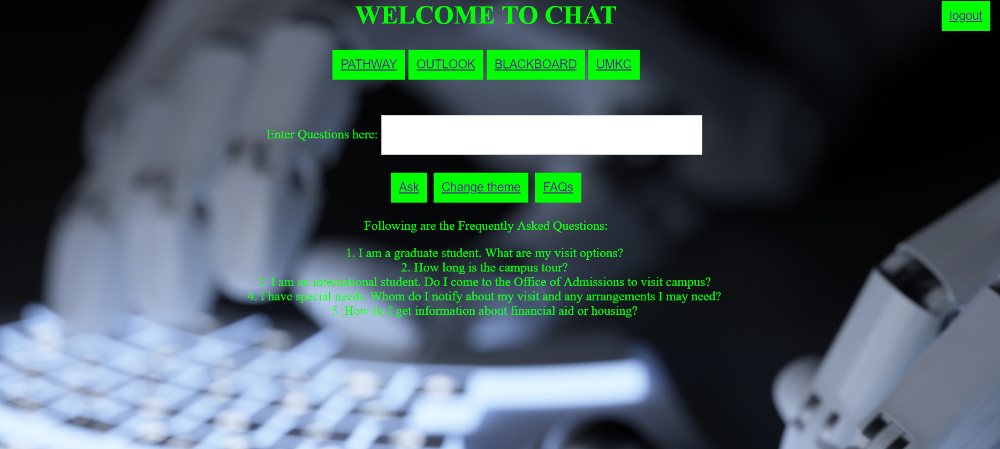 WELCOME TO CHAT
logout
PATHWAY OUTLOOK BLACKBOARD UMKC
Enter Questions here:
Ask Change theme FAQs
Following are the Frequently Asked Questions:
1. I am a graduate student. What are my visit options?
2. How long is the campus tour?
3. I am an international student. Do I come to the Office of Admissions to visit campus?
4. I have special needs. Whom do I notify about my visit and any arrangements I may need?
5. How do I get information about financial aid or housing?